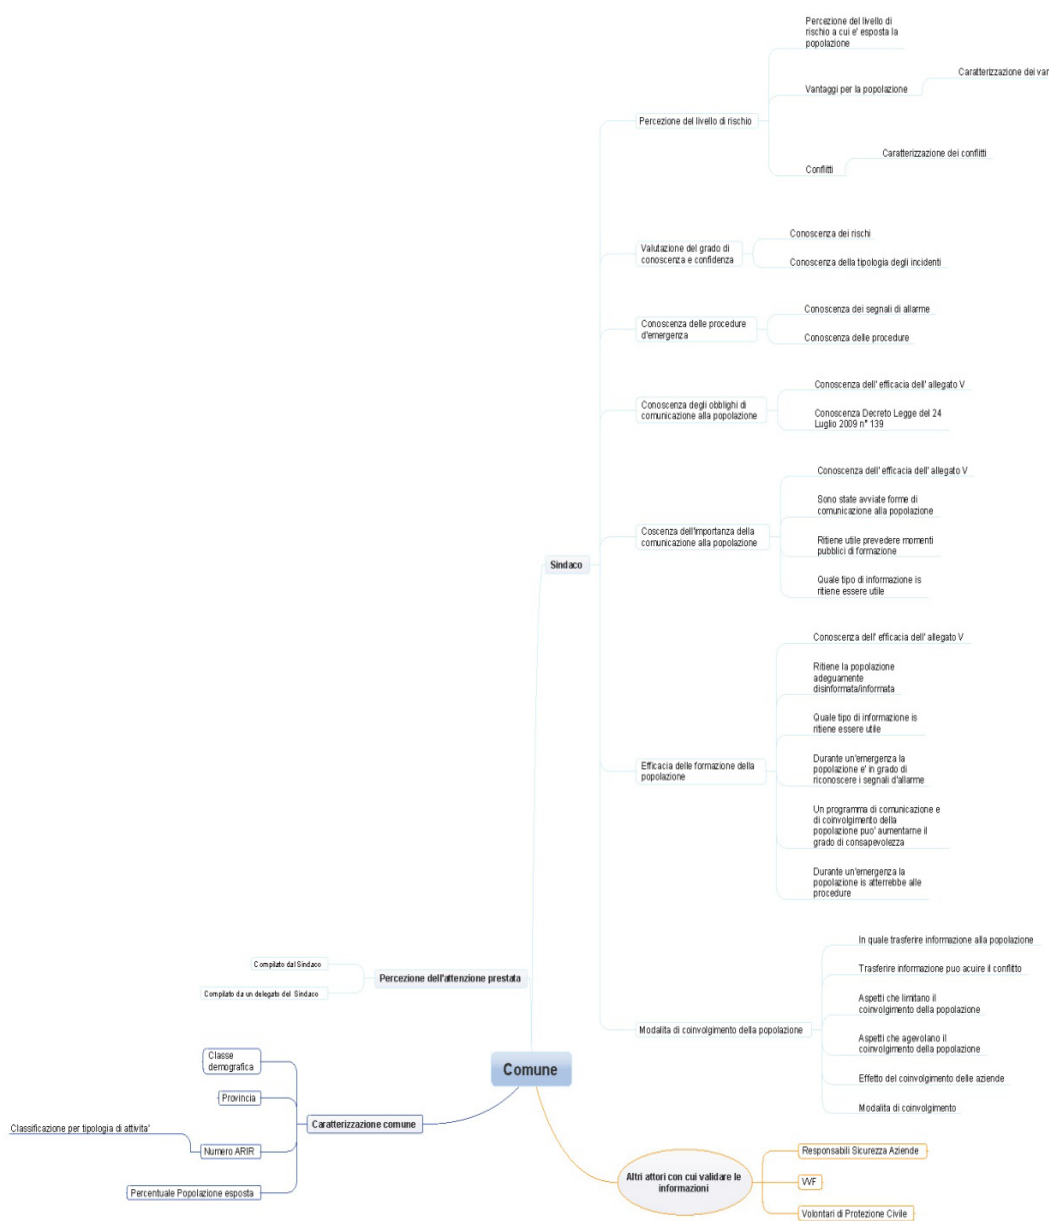 Percezione del livello di
rischio a cui e' esposta la
popolazione
Caratterizzazione dei var
Vantaggi per la popolazione
Percezione del livello di rischio
Caratterizzazione dei conflitti
Conflitti
Conoscenza dei rischi
Valutazione del grado di
conoscenza e confidenza
Conoscenza della tipologia degli incidenti
Conoscenza dei segnali di allarme
Conoscenza delle procedure
d'emergenza
Conoscenza delle procedure
Conoscenza dell' efficacia dell' allegato V
Conoscenza degli obblighi di
comunicazione alla popolazione
Conoscenza Decreto Legge del 24
Luglio 2009 n° 139
Conoscenza dell' efficacia dell' allegato V
Sono state avviate forme di
comunicazione alla popolazione
Coscenza dell'importanza della
comunicazione alla popolazione
Ritiene utile prevedere momenti
pubblici di formazione
Sindaco
Quale tipo di informazione is
ritiene essere utile
Conoscenza dell' efficacia dell' allegato V
Ritiene la popolazione
adeguamente
disinformata/informata
Quale tipo di informazione is
ritiene essere utile
Efficacia delle formazione della
popolazione
Durante un'emergenza la
popolazione e' in grado di
riconoscere i segnali d'allarme
Un programma di comunicazione e
di coinvolgimento della
popolazione puo' aumentarne il
grado di consapevolezza
Durante un'emergenza la
popolazione is atterrebbe alle
procedure
In quale trasferire informazione alla popolazione
Compilato dal Sindaco
Trasferire informazione puo acuire il conflitto
Percezione dell'attenzione prestata
Compilato da un delegato del Sindaco
Aspetti che limitano il
coinvolgimento della popolazione
Modalita di coinvolgimento della popolazione
Aspetti che agevolano il
coinvolgimento della popolazione
Classe
demografica
Comune
Effetto del coinvolgimento delle aziende
Provincia
Modalita di coinvolgimento
Caratterizzazione comune
Classificazione per tipologia di attivita'
Numero ARIR
Responsabili Sicurezza Aziende
Altri attori con cui validare le
informazioni
VVF
Percentuale Popolazione esposta
Volontari di Protezione Civile